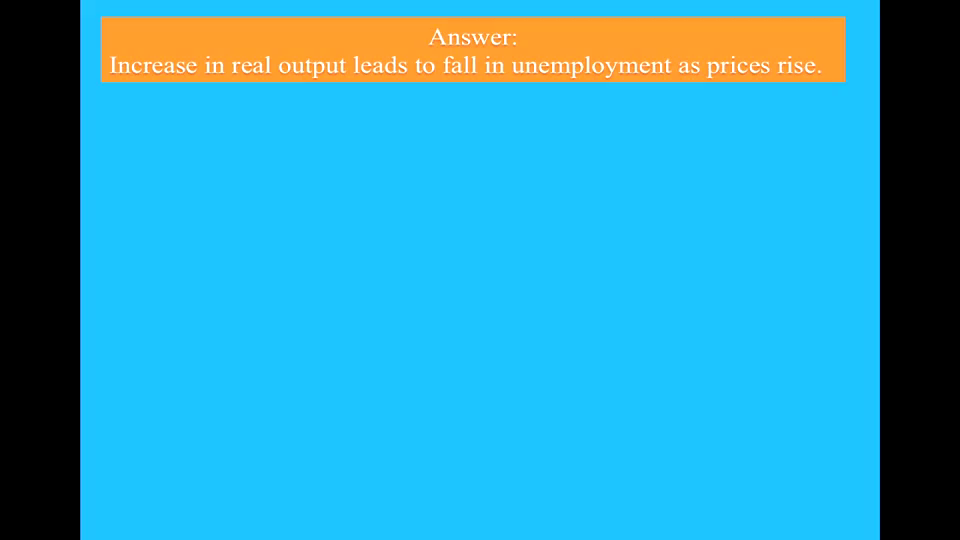 Answer:
Increase in real output leads to fall in unemployment as prices rise.